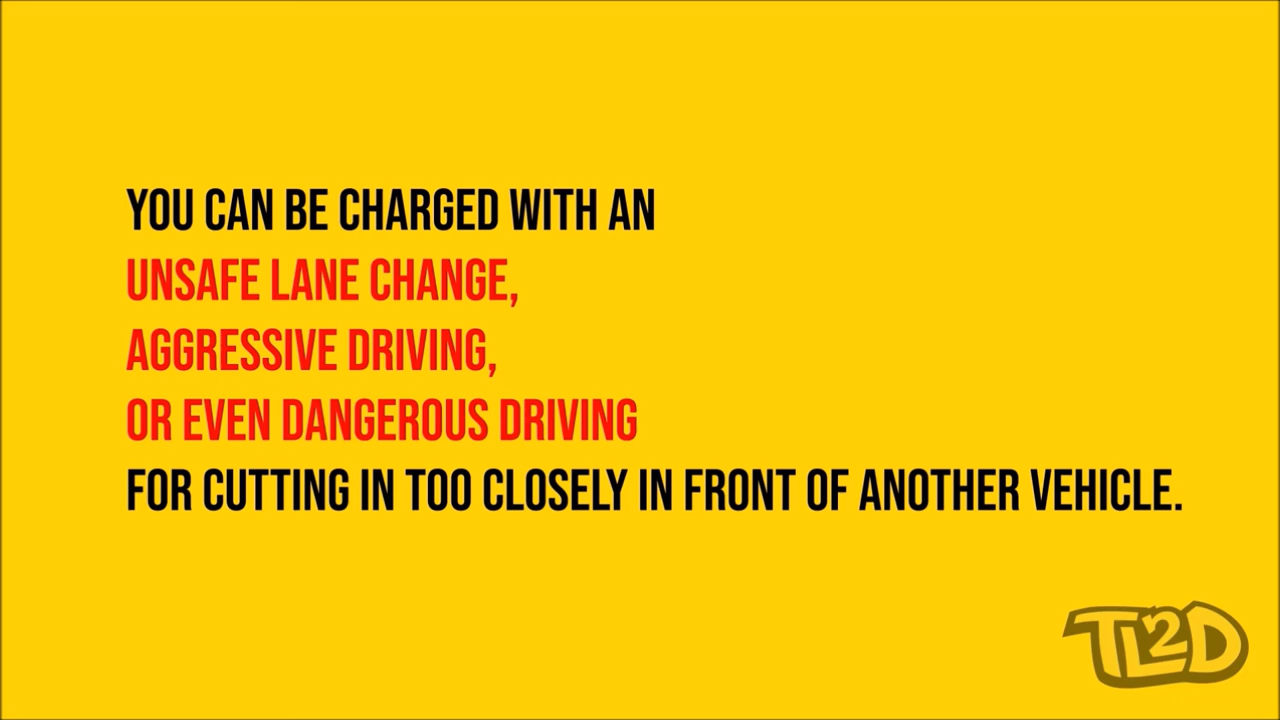 YOU CAN BE CHARGED WITH AN
UNSAFE LANE CHANGE,
AGGRESSIVE DRIVING,
OR EVEN DANGEROUS DRIVING
FOR CUTTING IN TOO CLOSELY IN FRONT OF ANOTHER VEHICLE.
TL2D